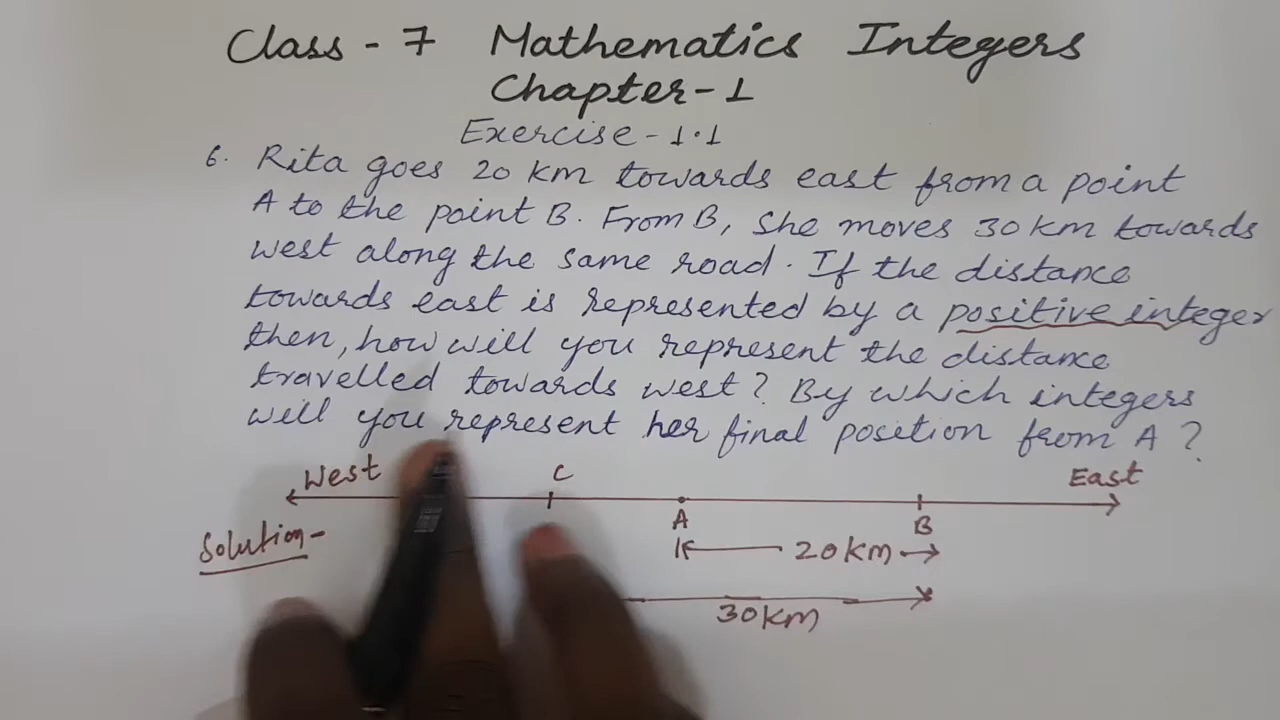 Class - 7 Mathematics Integers
Chapter - 1
Exercise - 1.1
6. Rita goes 20 km towards east from a point
A to the point B. From B, she moves 30 km towards
west along the same road. If the distance
towards east is represented by a positive integer
then, how will you represent the distance
travelled towards west? By which integers
will you represent her final position from A?
West C East
A B
Solution -
20 km
30 km